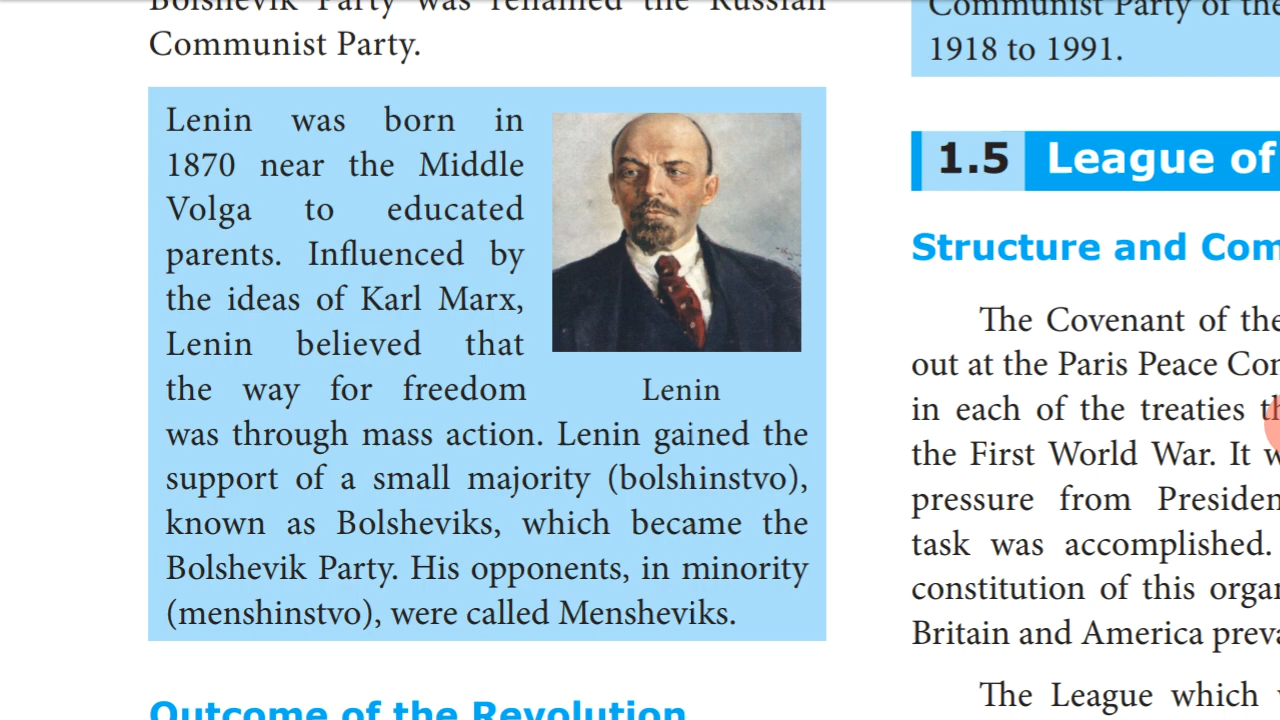 Bolshevik Party was renamed the Russian
Communist Party.
Lenin was born in
1870 near the Middle
Volga to educated
parents. Influenced by
the ideas of Karl Marx,
Lenin believed that
the way for freedom
was through mass action. Lenin gained the
support of a small majority (bolshinstvo),
known as Bolsheviks, which became the
Bolshevik Party. His opponents, in minority
(menshinstvo), were called Mensheviks.
Lenin
Outcome of the Revolution
Communist Party of the
1918 to 1991.
1.5 League of
Structure and Com
The Covenant of the
out at the Paris Peace Con
in each of the treaties th
the First World War. It w
pressure from Presiden
task was accomplished.
constitution of this organ
Britain and America preva
The League which w